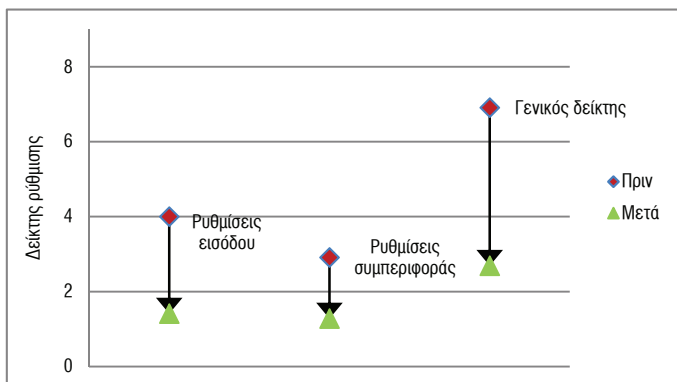 8
6
4
2
0
Δείκτης ρύθμισης
Ρυθμίσεις
εισόδου
Ρυθμίσεις
συμπεριφοράς
Γενικός δείκτης
Πριν
Μετά